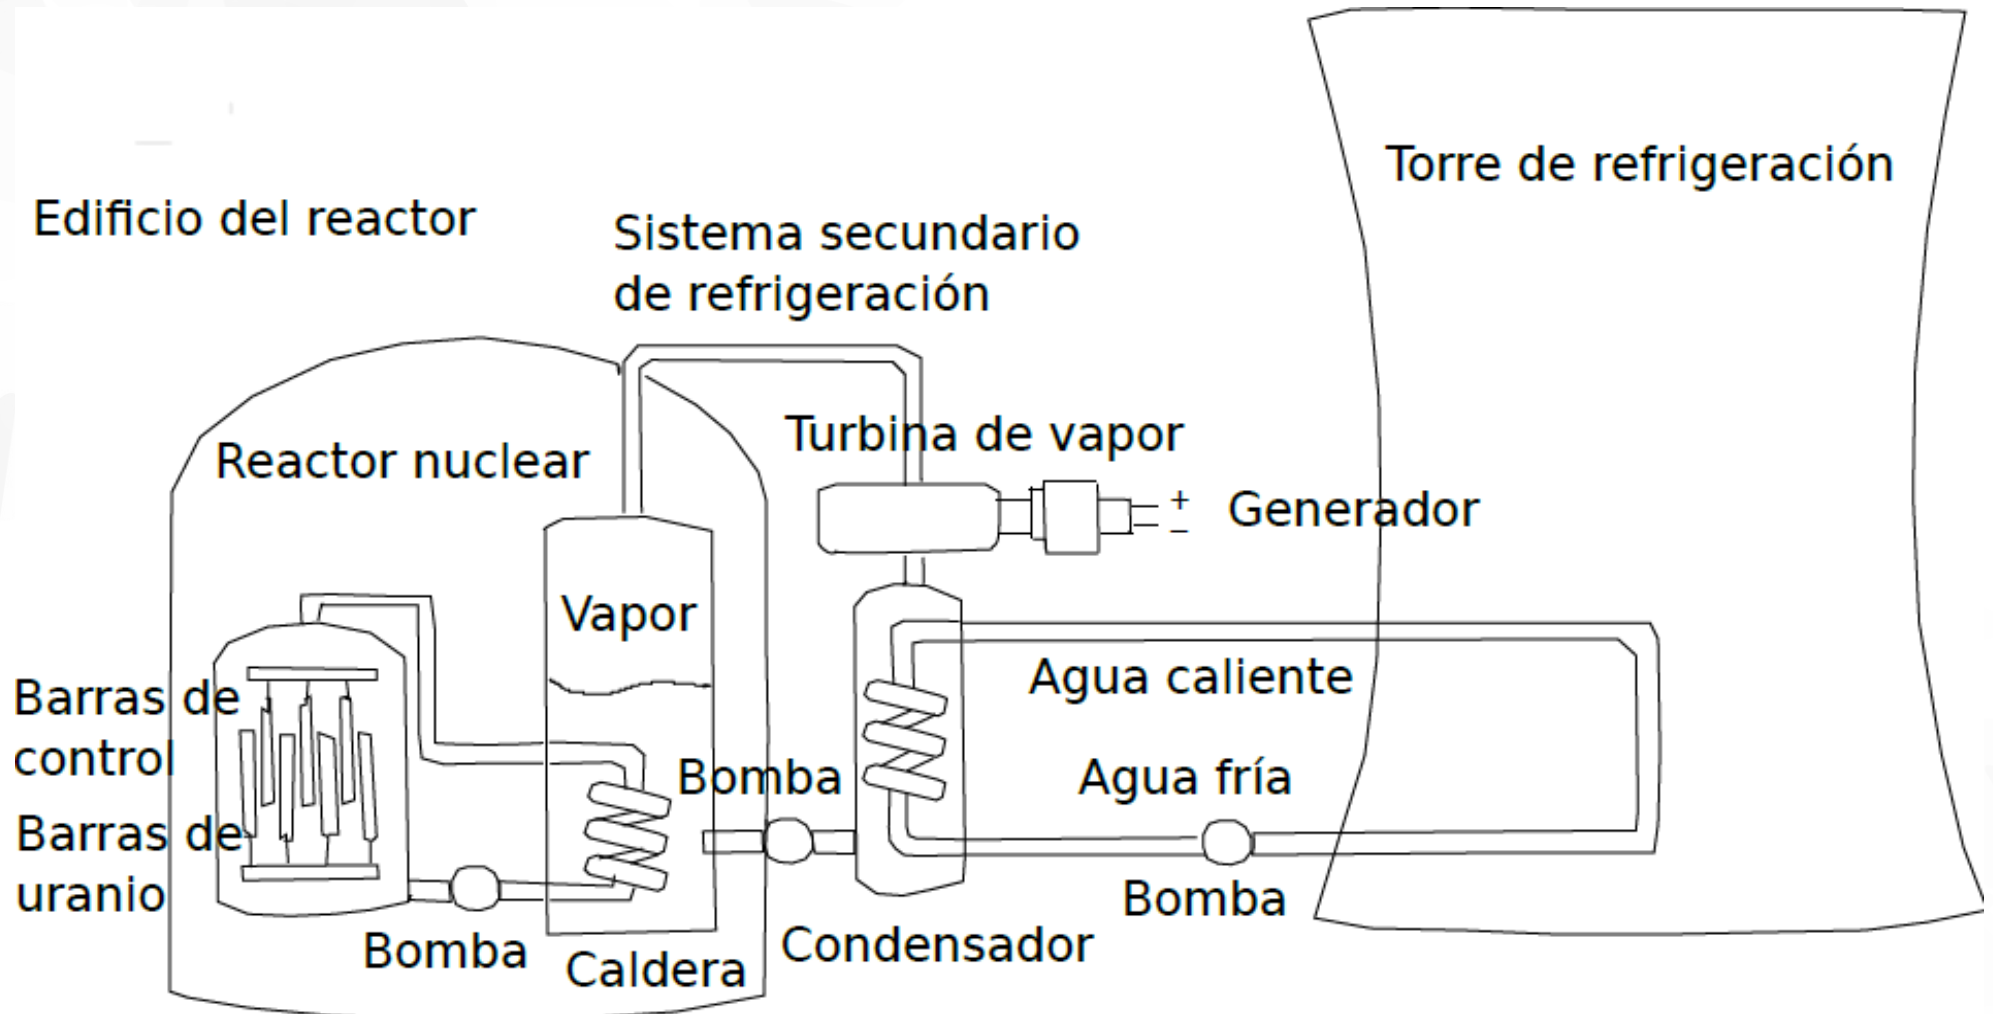 Torre de refrigeración
Edificio del reactor
Sistema secundario
de refrigeración
Turbina de vapor
Reactor nuclear
+
−
Generador
Vapor
Barras de
control
Agua caliente
Bomba
Agua fría
Barras de
uranio
Bomba
Bomba
Condensador
Caldera